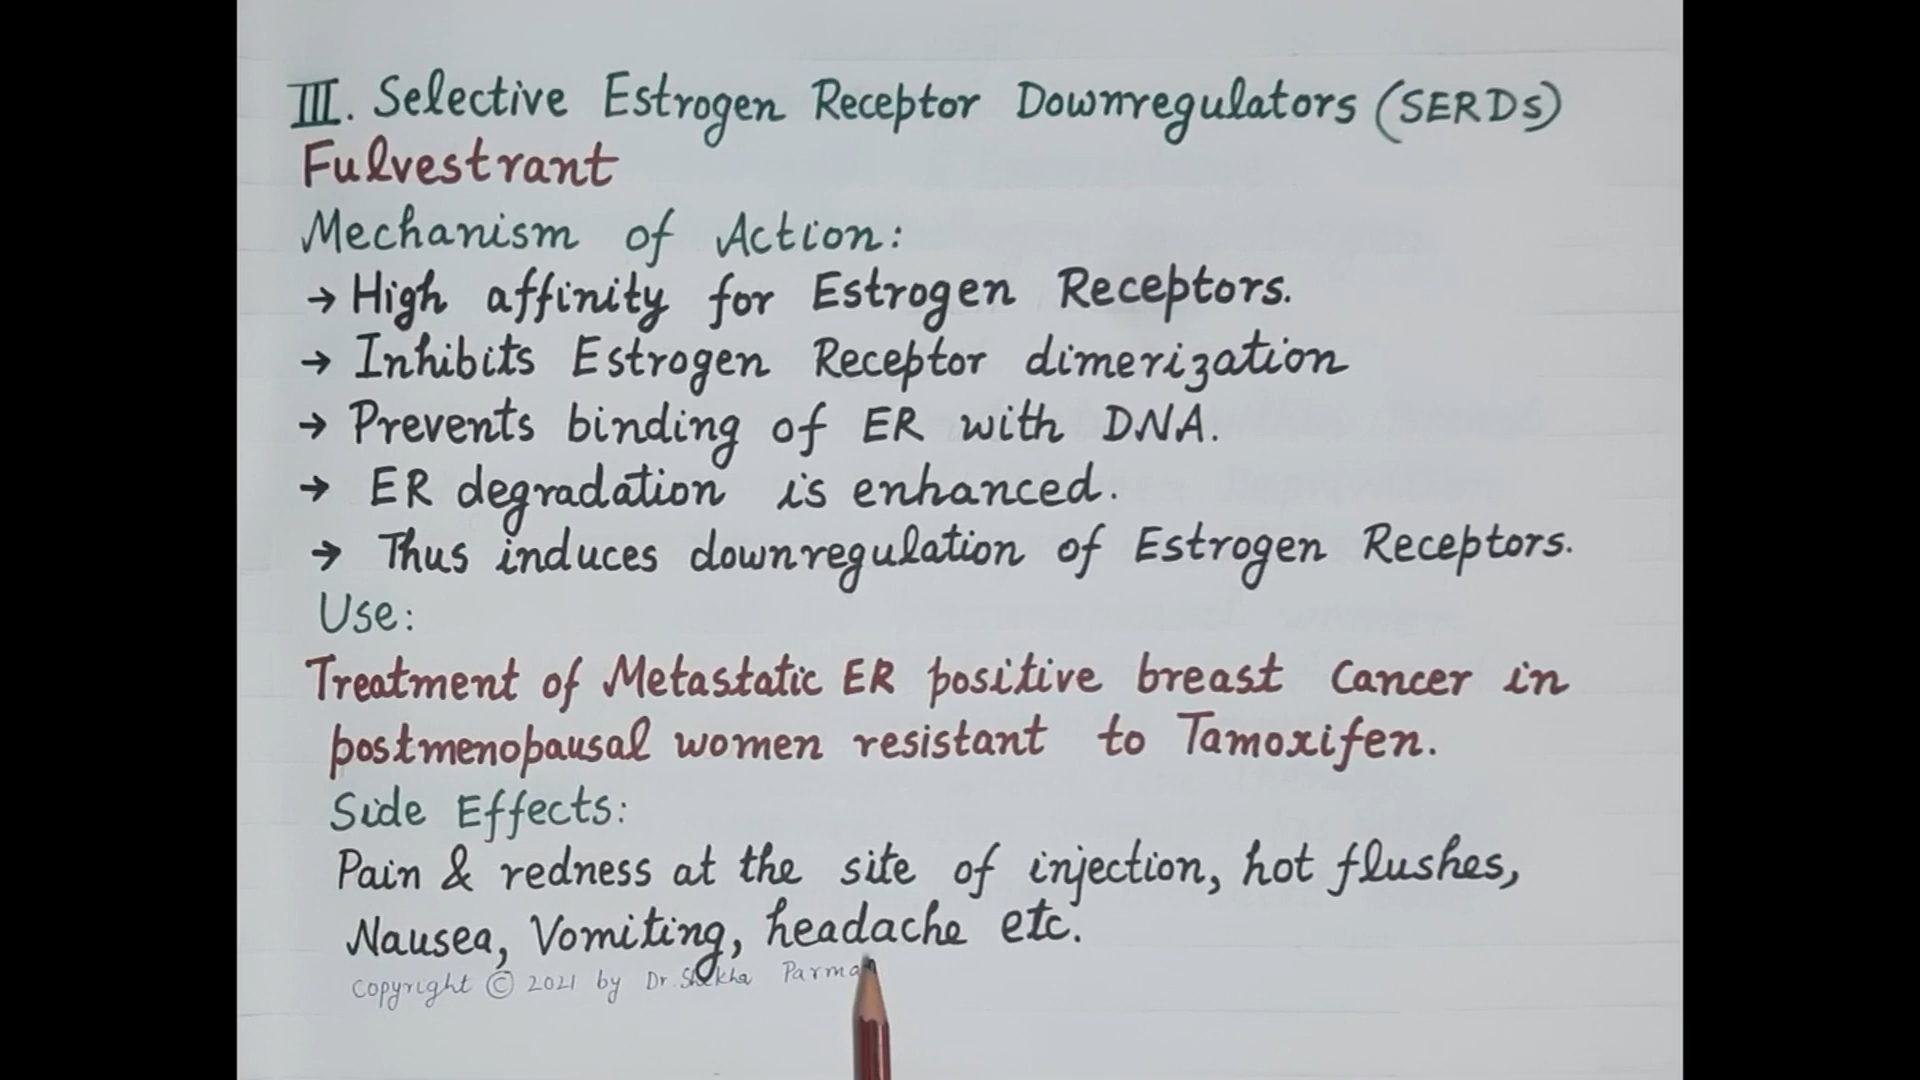 III. Selective Estrogen Receptor Downregulators (SERDs)
Fulvestrant
Mechanism of Action:
→ High affinity for Estrogen Receptors.
→ Inhibits Estrogen Receptor dimerization
→ Prevents binding of ER with DNA.
→ ER degradation is enhanced.
→ Thus induces downregulation of Estrogen Receptors.
Use:
Treatment of Metastatic ER positive breast cancer in
postmenopausal women resistant to Tamoxifen.
Side Effects:
Pain & redness at the site of injection, hot flushes,
Nausea, Vomiting, headache etc.
Copyright © 2021 by Dr.